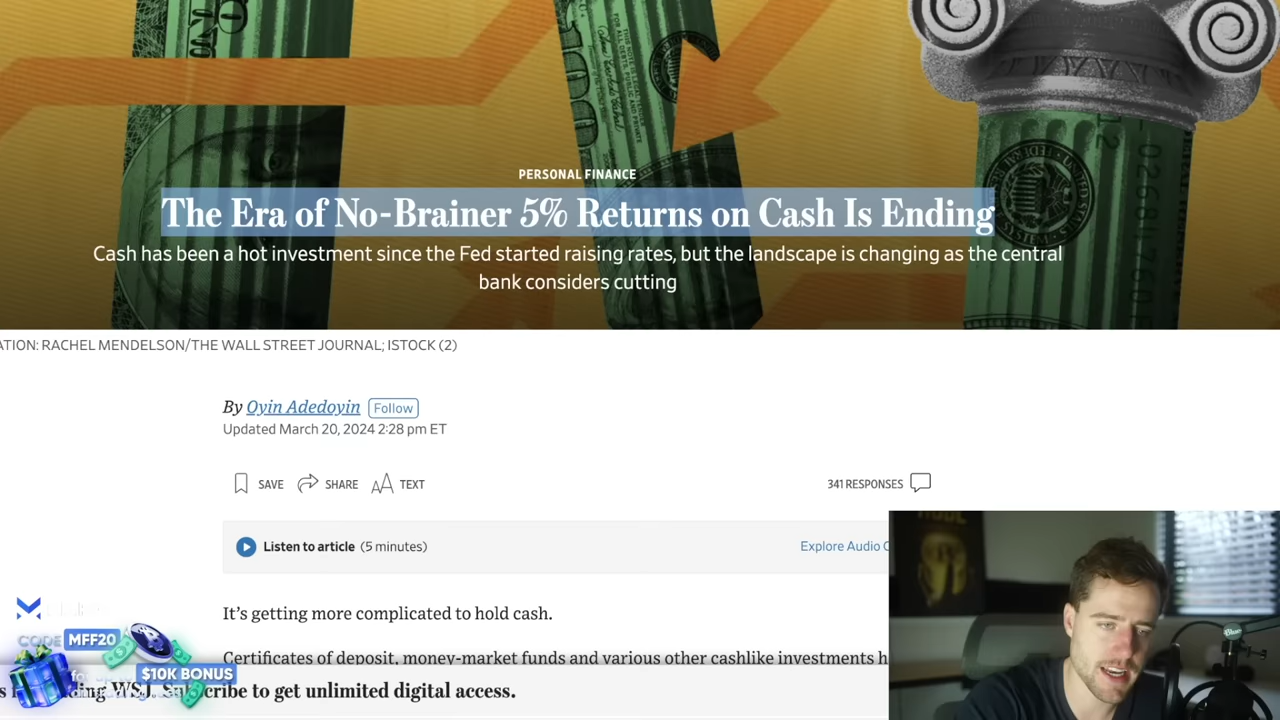 PERSONAL FINANCE
The Era of No-Brainer 5% Returns on Cash Is Ending
Cash has been a hot investment since the Fed started raising rates, but the landscape is changing as the central
bank considers cutting
ATION: RACHEL MENDELSON/THE WALL STREET JOURNAL; ISTOCK (2)
By Oyin Adedoyin Follow
Updated March 20, 2024 2:28 pm ET
SAVE SHARE TEXT 341 RESPONSES
Listen to article (5 minutes) Explore Audio C
It's getting more complicated to hold cash.
CODE MFF20
Certificates of deposit, money-market funds and various other cashlike investments h
$10K BONUS
WSJ. cribe to get unlimited digital access.